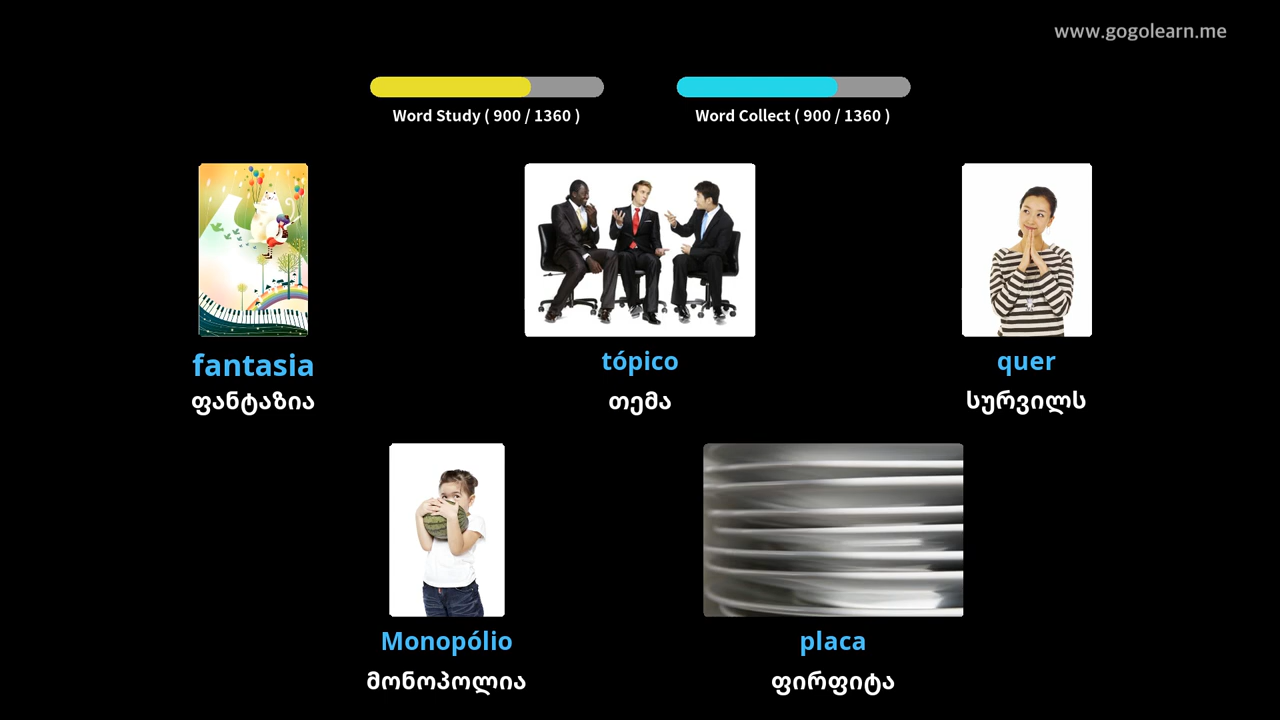 www.gogolearn.me
Word Study ( 900 / 1360 )
Word Collect ( 900 / 1360 )
fantasia
ფანტაზია
tópico
თემა
quer
სურვილს
Monopólio
მონოპოლია
placa
ფირფიტა